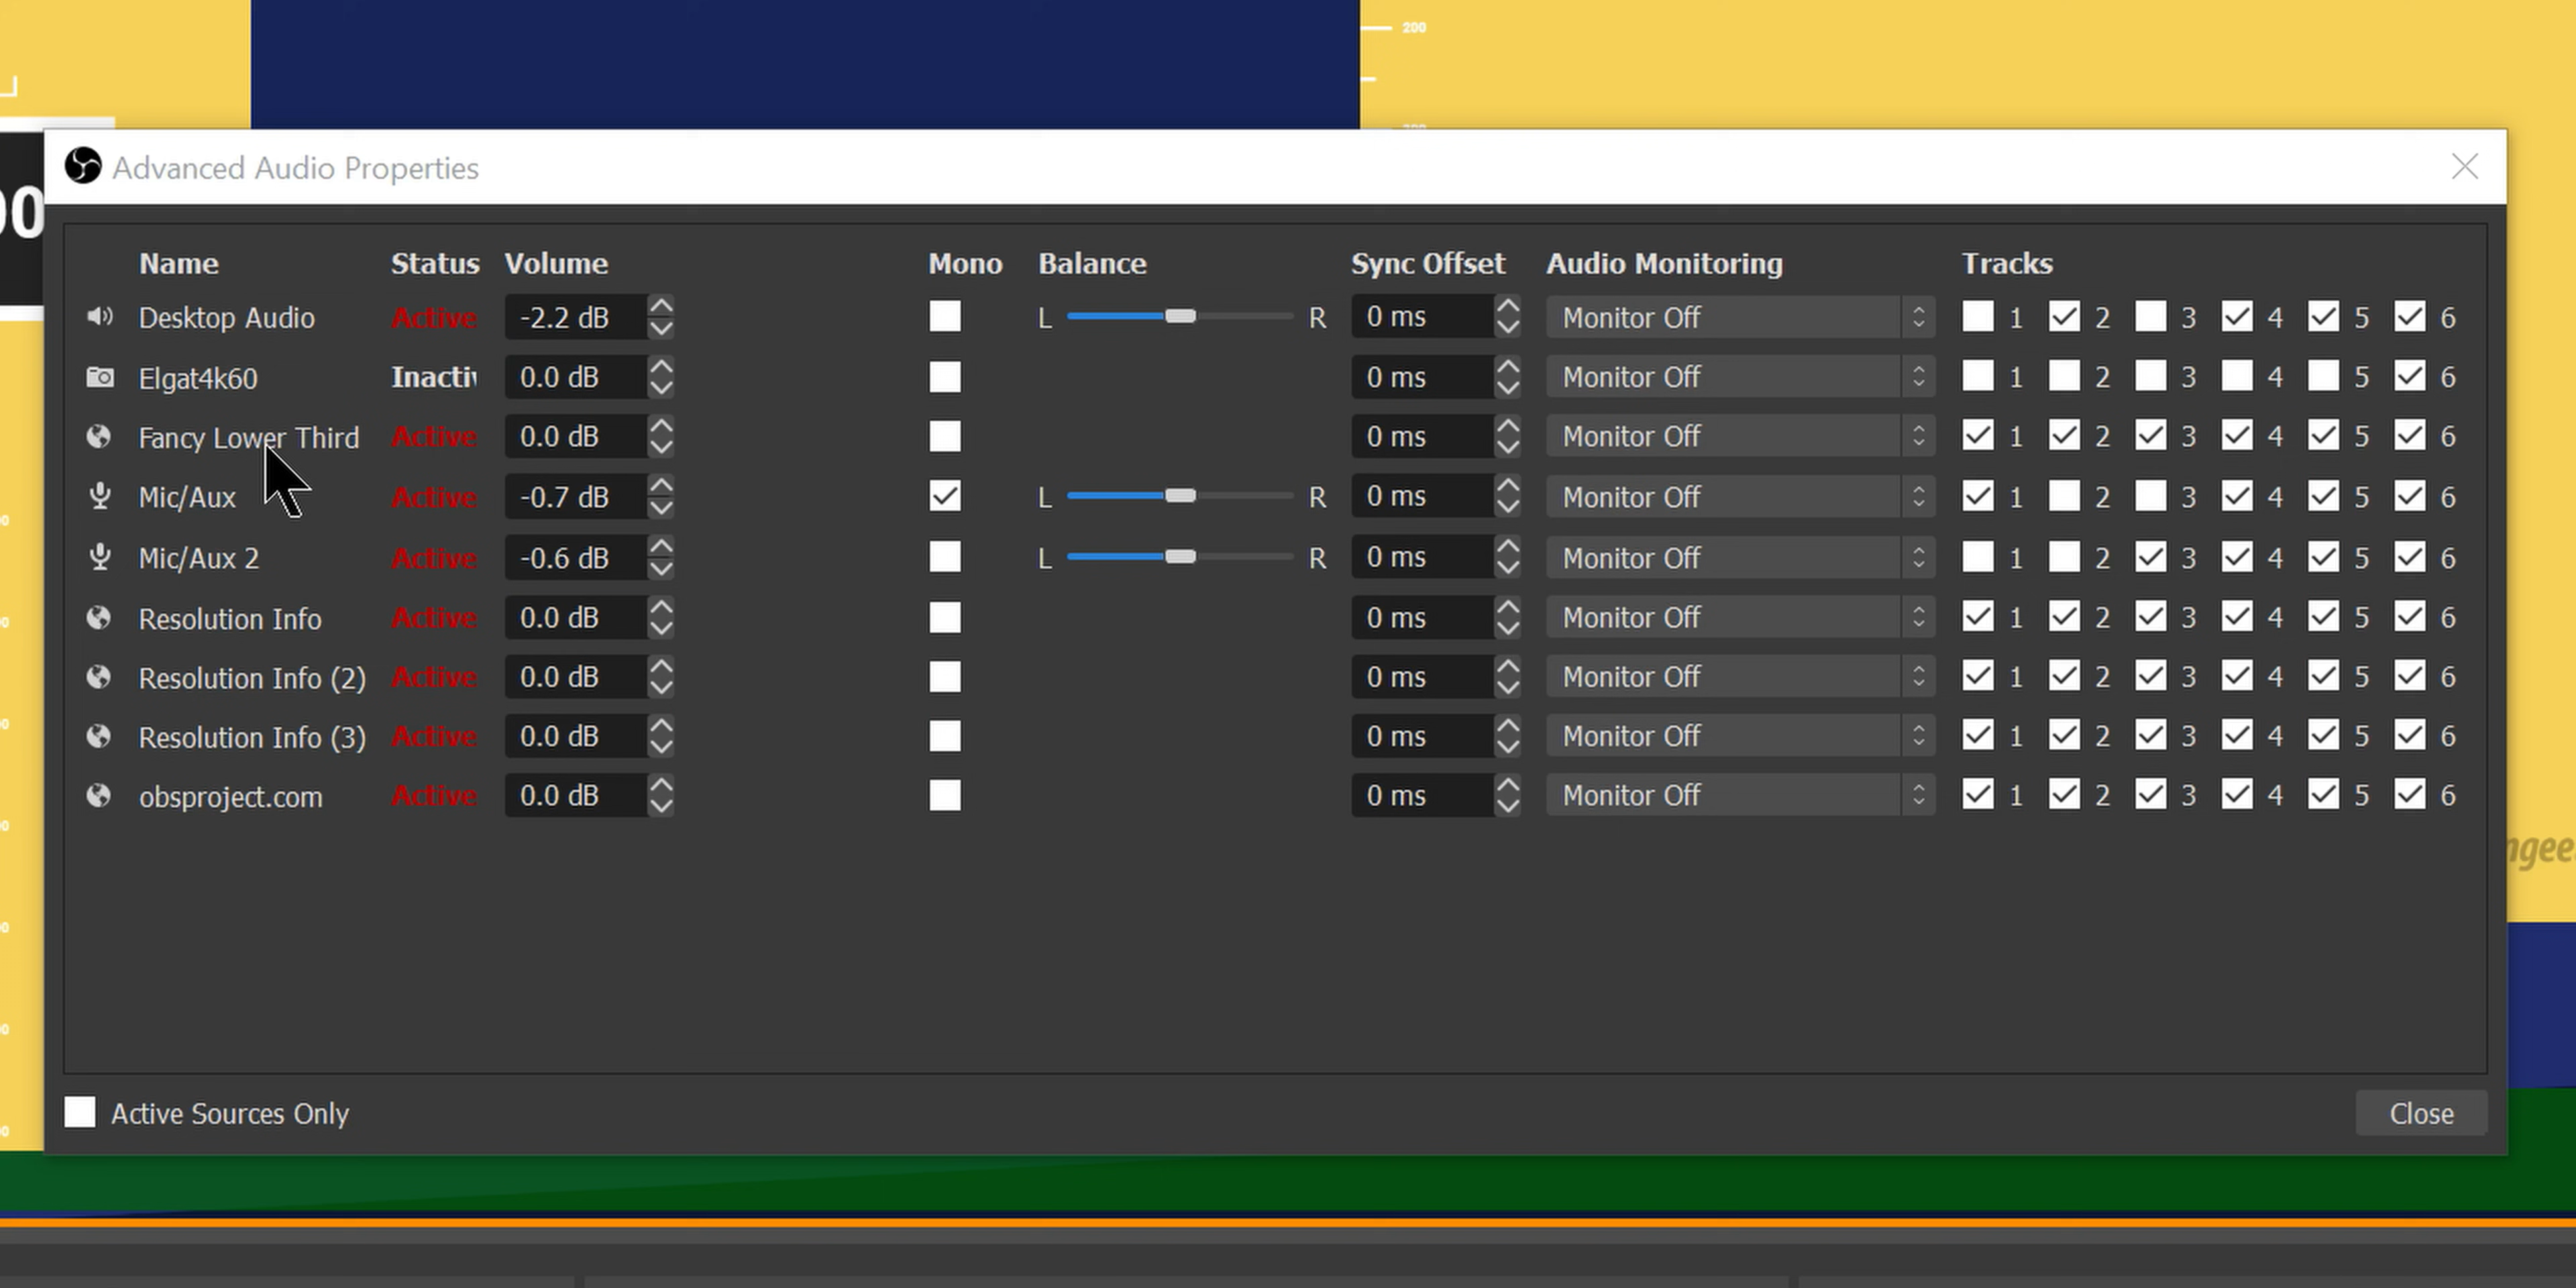 200
Advanced Audio Properties
00
Name Status Volume Mono Balance Sync Offset Audio Monitoring Tracks
Desktop Audio Active -2.2 dB L R 0 ms Monitor Off 1 2 3 4 5 6
Elgat4k60 Inactiv 0.0 dB 0 ms Monitor Off 1 2 3 4 5 6
Fancy Lower Third Active 0.0 dB 0 ms Monitor Off 1 2 3 4 5 6
Mic/Aux Active -0.7 dB L R 0 ms Monitor Off 1 2 3 4 5 6
Mic/Aux 2 Active -0.6 dB L R 0 ms Monitor Off 1 2 3 4 5 6
Resolution Info Active 0.0 dB 0 ms Monitor Off 1 2 3 4 5 6
Resolution Info (2) Active 0.0 dB 0 ms Monitor Off 1 2 3 4 5 6
Resolution Info (3) Active 0.0 dB 0 ms Monitor Off 1 2 3 4 5 6
obsproject.com Active 0.0 dB 0 ms Monitor Off 1 2 3 4 5 6
ngee
Active Sources Only Close